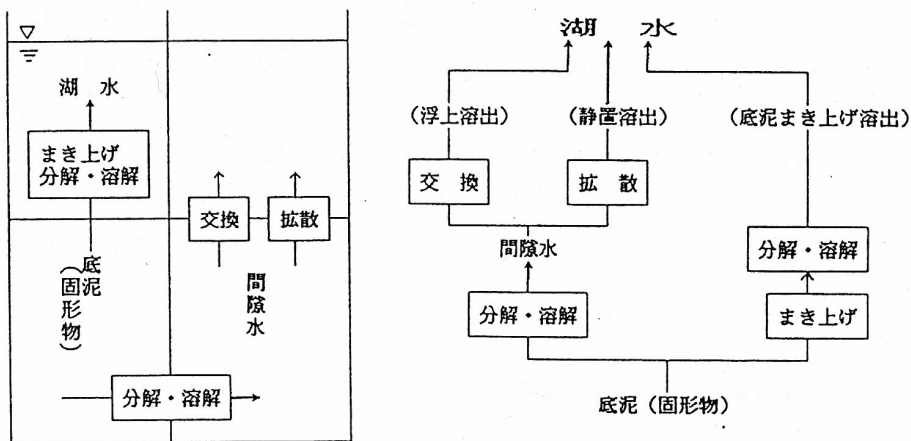 湖 水
まき上げ
分解・溶解
交換
拡散
底泥
(固形物)
間隙水
分解・溶解
湖 水
(浮上溶出)
(静置溶出)
(底泥まき上げ溶出)
交 換
拡 散
間隙水
分解・溶解
分解・溶解
まき上げ
底泥(固形物)